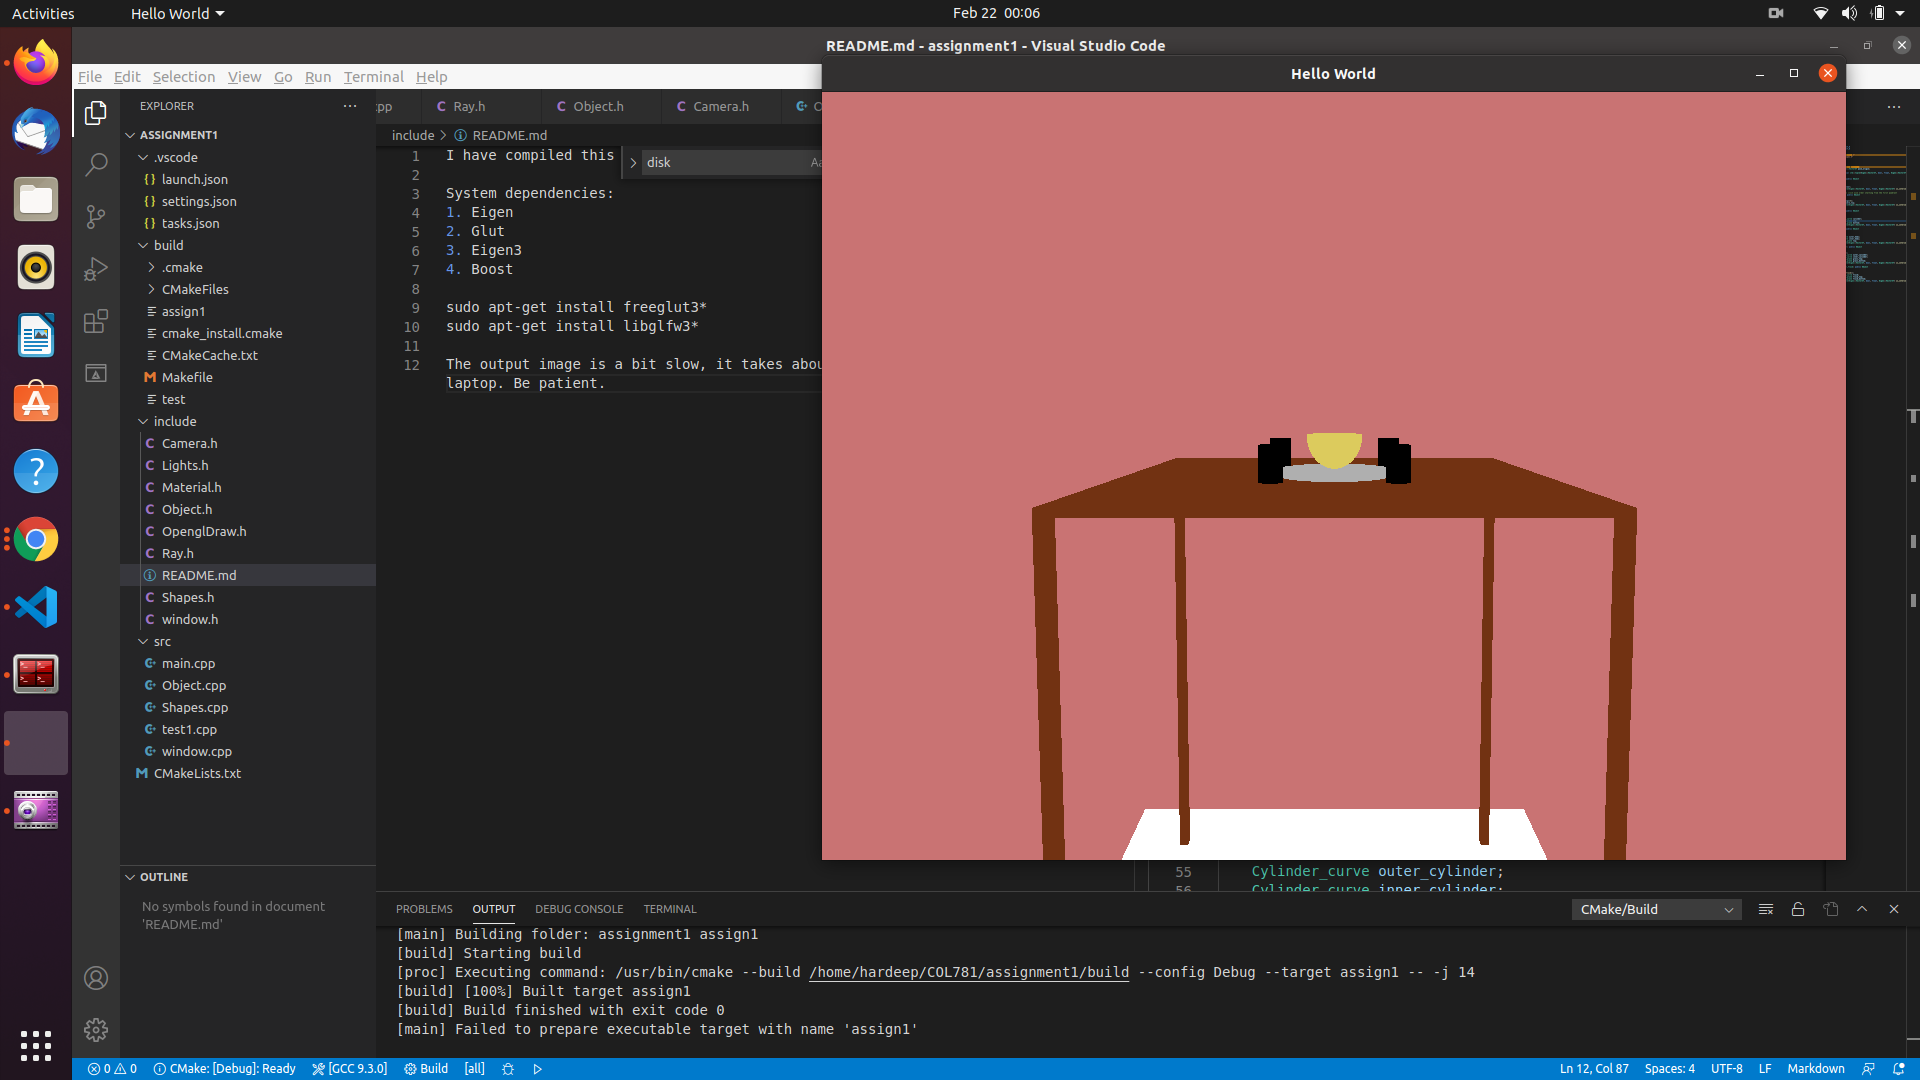 Activities
Hello World
Feb 22 00:06
README.md - assignment1 - Visual Studio Code
File Edit Selection View Go Run Terminal Help
Hello World
EXPLORER
cpp
C Ray.h
C Object.h
C Camera.h
ASSIGNMENT1
include > README.md
.vscode
launch.json
settings.json
tasks.json
build
.cmake
CMakeFiles
assign1
cmake_install.cmake
CMakeCache.txt
Makefile
test
include
Camera.h
Lights.h
Material.h
Object.h
OpenglDraw.h
Ray.h
README.md
Shapes.h
window.h
src
main.cpp
Object.cpp
Shapes.cpp
test1.cpp
window.cpp
CMakeLists.txt
OUTLINE
No symbols found in document
'README.md'
disk
1 I have compiled this
2
3 System dependencies:
4 1. Eigen
5 2. Glut
6 3. Eigen3
7 4. Boost
8
9 sudo apt-get install freeglut3*
10 sudo apt-get install libglfw3*
11
12 The output image is a bit slow, it takes abou
laptop. Be patient.
55 Cylinder_curve outer_cylinder;
56 Cylinder_curve inner_cylinder;
PROBLEMS OUTPUT DEBUG CONSOLE TERMINAL
CMake/Build
[main] Building folder: assignment1 assign1
[build] Starting build
[proc] Executing command: /usr/bin/cmake --build /home/hardeep/COL781/assignment1/build --config Debug --target assign1 -- -j 14
[build] [100%] Built target assign1
[build] Build finished with exit code 0
[main] Failed to prepare executable target with name 'assign1'
0 0 CMake: [Debug]: Ready [GCC 9.3.0] Build [all]
Ln 12, Col 87 Spaces: 4 UTF-8 LF Markdown